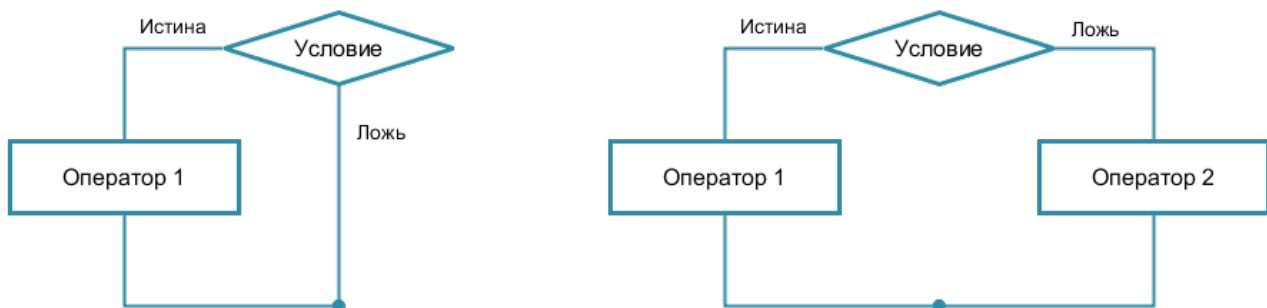 Истина
Условие
Ложь
Оператор 1
Истина
Условие
Ложь
Оператор 1
Оператор 2